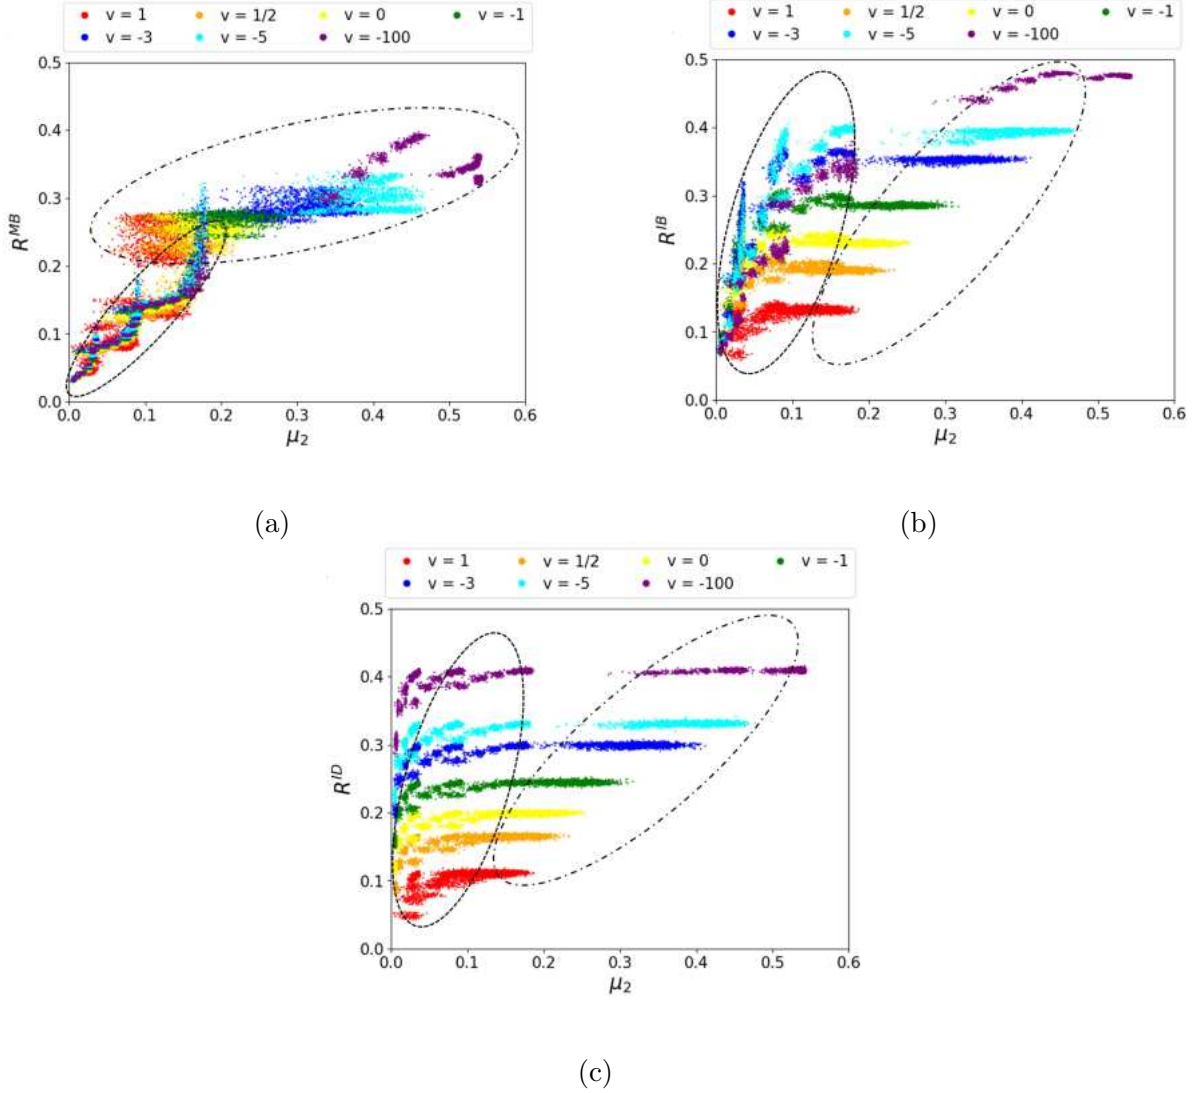 v = 1 v = 1/2 v = 0 v = -1
v = -3 v = -5 v = -100
0.5
0.4
0.3
0.2
0.1
0.0
R^{MB}
0.0 0.1 0.2 0.3 0.4 0.5 0.6
μ₂
(a)
v = 1 v = 1/2 v = 0 v = -1
v = -3 v = -5 v = -100
0.5
0.4
0.3
0.2
0.1
0.0
R^{IB}
0.0 0.1 0.2 0.3 0.4 0.5 0.6
μ₂
(b)
v = 1 v = 1/2 v = 0 v = -1
v = -3 v = -5 v = -100
0.5
0.4
0.3
0.2
0.1
0.0
R^{ID}
0.0 0.1 0.2 0.3 0.4 0.5 0.6
μ₂
(c)